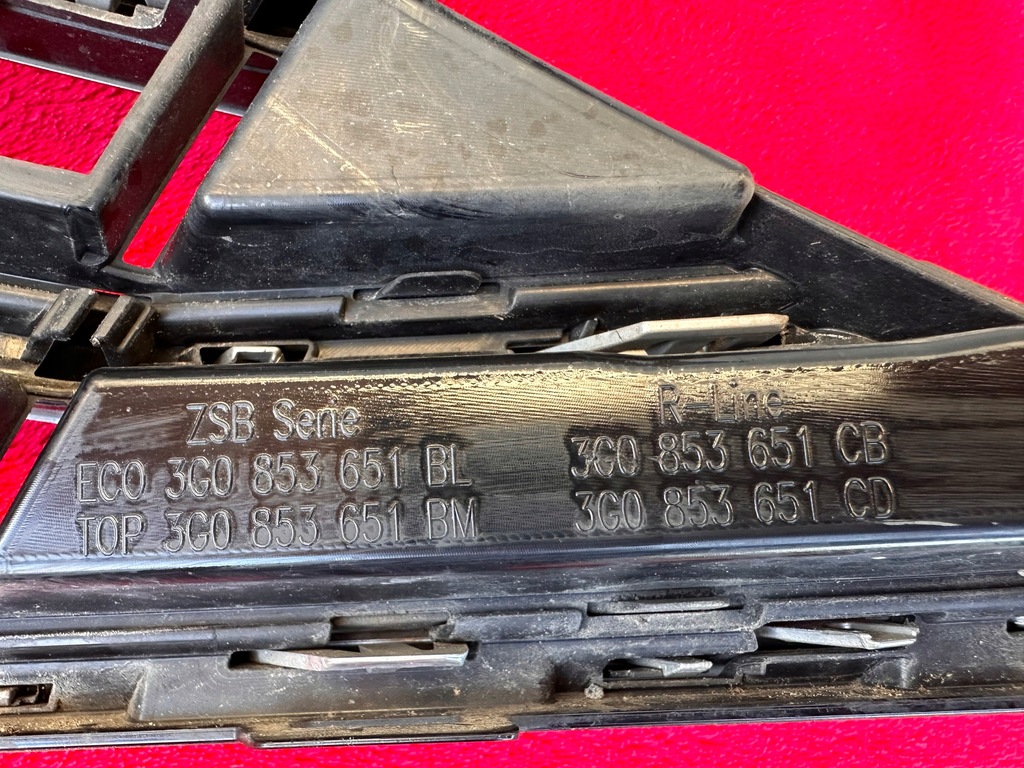 ZSB Serie
ECO 3G0 853 651 BL
TOP 3G0 853 651 BM
R-Line
3G0 853 651 CB
3G0 853 651 CD